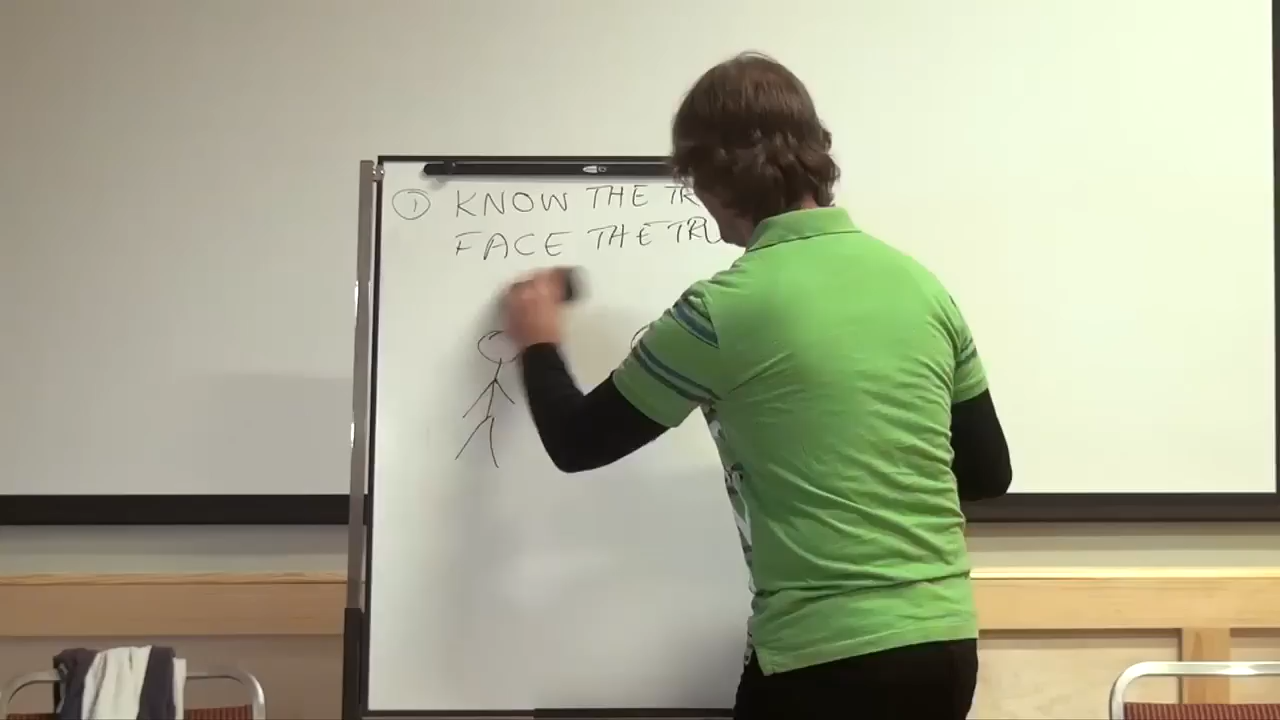 ① KNOW THE TR
FACE THE TRU